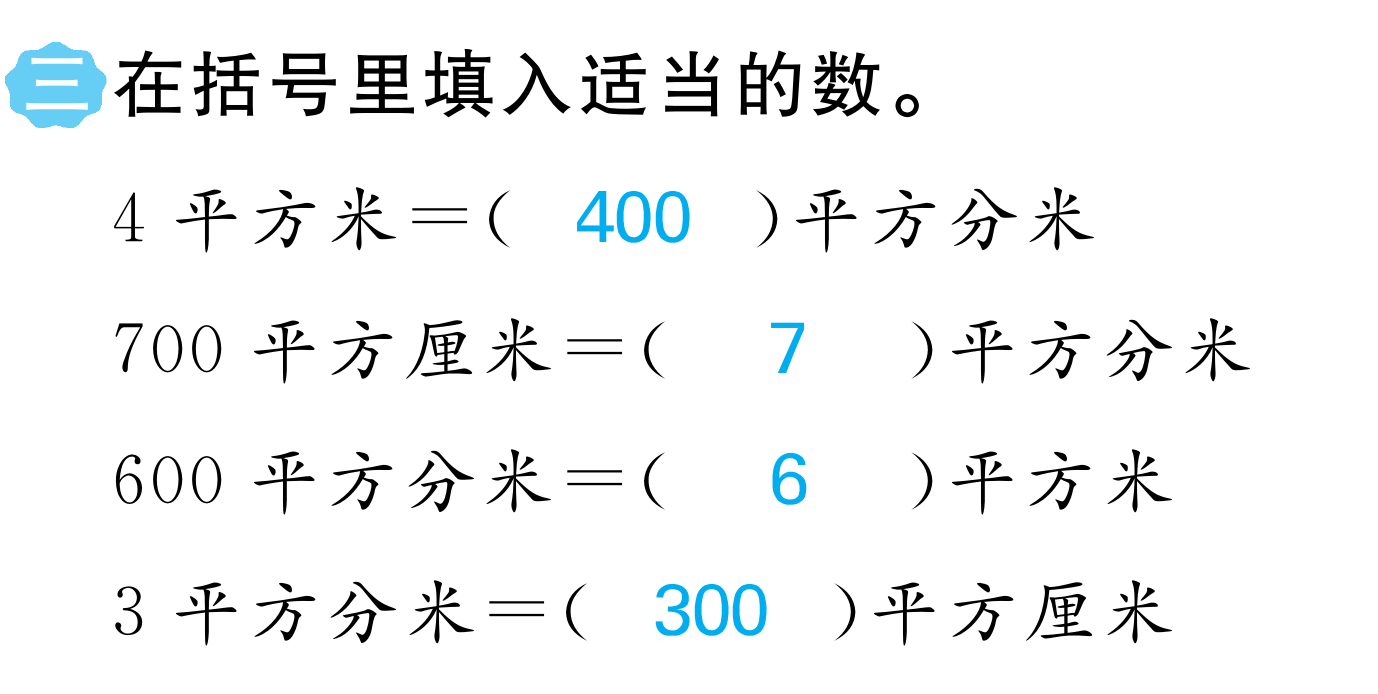 三 在括号里填入适当的数。
4 平方米=( 400 )平方分米
700 平方厘米=( 7 )平方分米
600 平方分米=( 6 )平方米
3 平方分米=( 300 )平方厘米